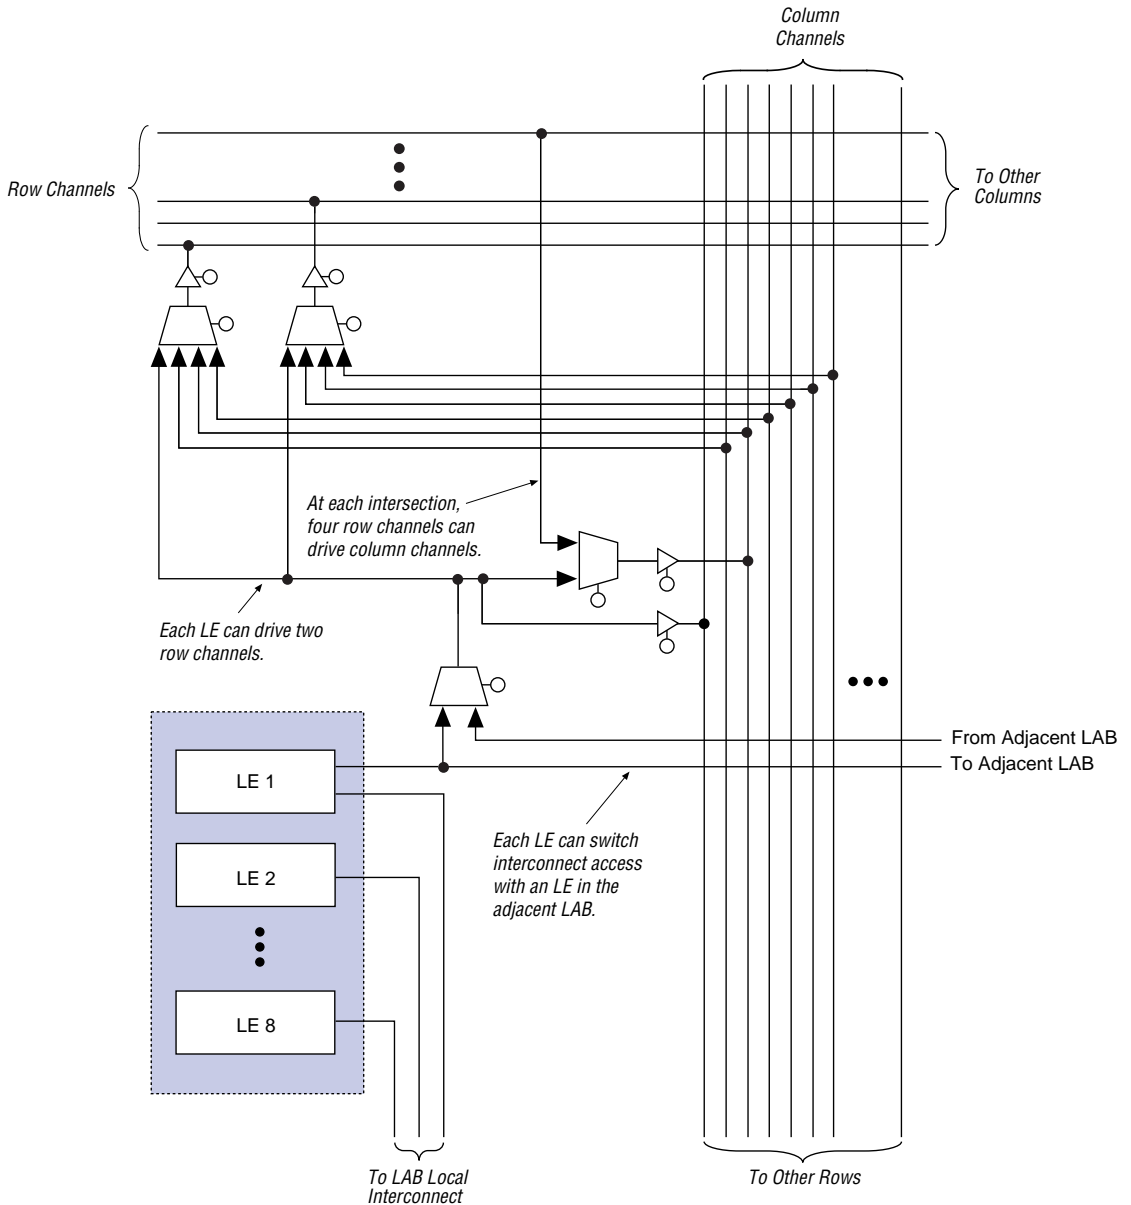 Column
Channels
Row Channels
To Other
Columns
At each intersection,
four row channels can
drive column channels.
Each LE can drive two
row channels.
From Adjacent LAB
To Adjacent LAB
LE 1
Each LE can switch
interconnect access
with an LE in the
adjacent LAB.
LE 2
LE 8
To LAB Local
Interconnect
To Other Rows